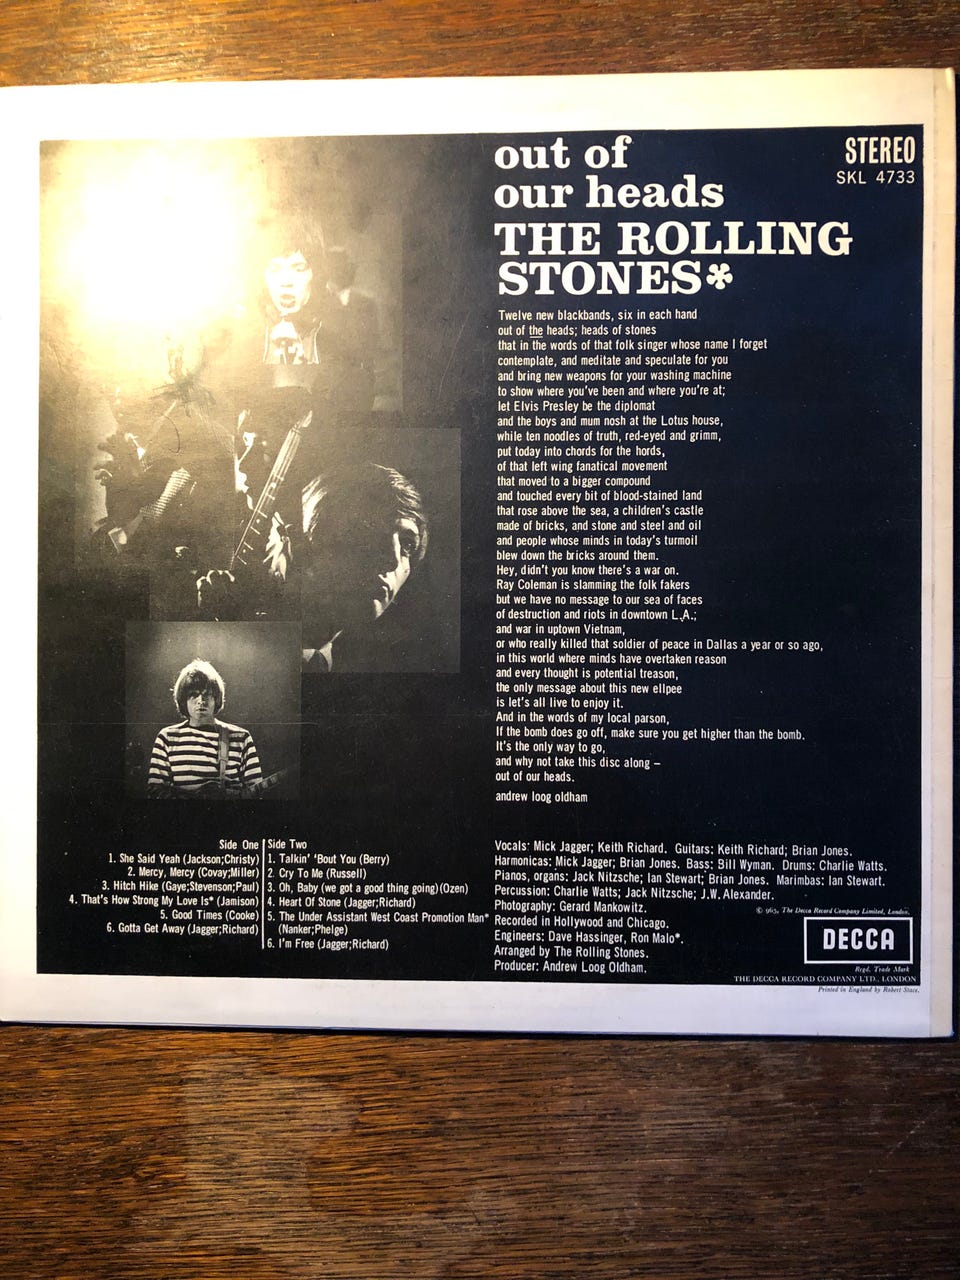 out of
our heads
THE ROLLING
STONES*
STEREO
SKL 4733
Twelve new blackbands, six in each hand
out of the heads; heads of stones
that in the words of that folk singer whose name I forget
contemplate, and meditate and speculate for you
and bring new weapons for your washing machine
to show where you've been and where you're at;
let Elvis Presley be the diplomat
and the boys and mum nosh at the Lotus house,
while ten noodles of truth, red-eyed and grimm,
put today into chords for the hords,
of that left wing fanatical movement
that moved to a bigger compound
and touched every bit of blood-stained land
that rose above the sea, a children's castle
made of bricks, and stone and steel and oil
and people whose minds in today's turmoil
blew down the bricks around them.
Hey, didn't you know there's a war on.
Ray Coleman is slamming the folk fakers
but we have no message to our sea of faces
of destruction and riots in downtown L.A.;
and war in uptown Vietnam,
or who really killed that soldier of peace in Dallas a year or so ago,
in this world where minds have overtaken reason
and every thought is potential treason,
the only message about this new ellpee
is let's all live to enjoy it.
And in the words of my local parson,
If the bomb does go off, make sure you get higher than the bomb.
It's the only way to go,
and why not take this disc along –
out of our heads.
andrew loog oldham
Side One
1. She Said Yeah (Jackson;Christy)
2. Mercy, Mercy (Covay;Miller)
3. Hitch Hike (Gaye;Stevenson;Paul)
4. That's How Strong My Love Is* (Jamison)
5. Good Times (Cooke)
6. Gotta Get Away (Jagger;Richard)
Side Two
1. Talkin' 'Bout You (Berry)
2. Cry To Me (Russell)
3. Oh, Baby (we got a good thing going)(Ozen)
4. Heart Of Stone (Jagger;Richard)
5. The Under Assistant West Coast Promotion Man*
(Nanker;Phelge)
6. I'm Free (Jagger;Richard)
Vocals: Mick Jagger; Keith Richard. Guitars: Keith Richard; Brian Jones.
Harmonicas: Mick Jagger; Brian Jones. Bass: Bill Wyman. Drums: Charlie Watts.
Pianos, organs: Jack Nitzsche; Ian Stewart; Brian Jones. Marimbas: Ian Stewart.
Percussion: Charlie Watts; Jack Nitzsche; J.W. Alexander.
Photography: Gerard Mankowitz.
Recorded in Hollywood and Chicago.
Engineers: Dave Hassinger, Ron Malo*.
Arranged by The Rolling Stones.
Producer: Andrew Loog Oldham.
© 965, The Decca Record Company Limited, London.
DECCA
Regd. Trade Mark
THE DECCA RECORD COMPANY LTD., LONDON
Printed in England by Robert Stace.